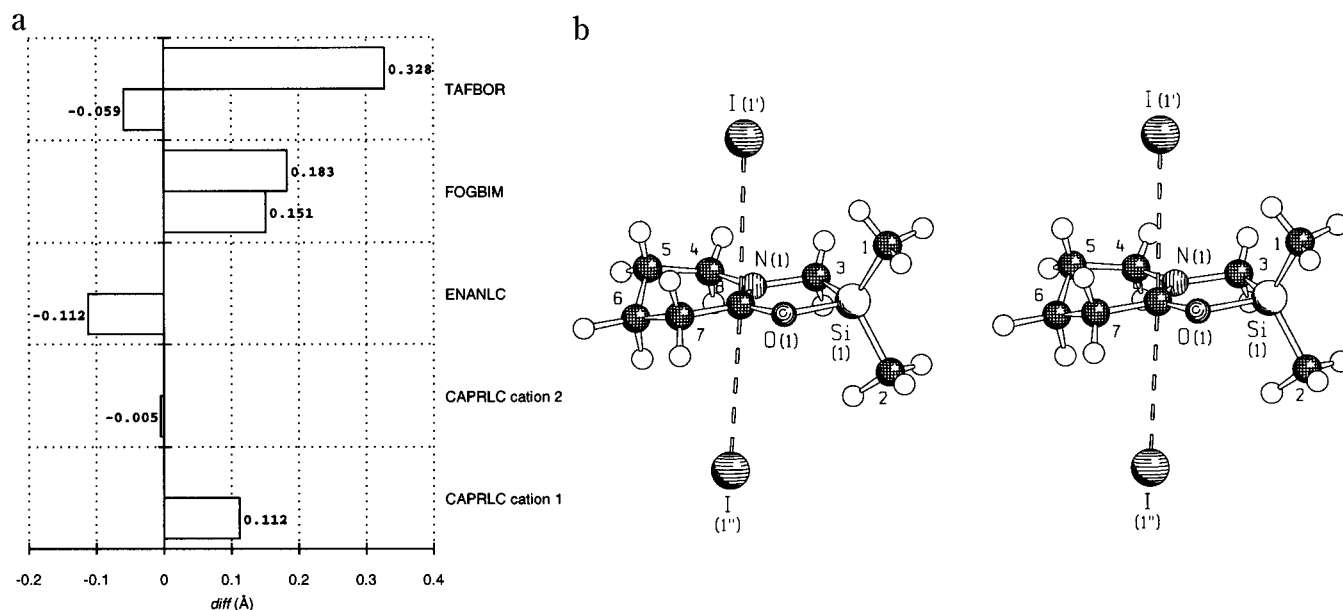 a
0.328
TAFBOR
-0.059
0.183
FOGBIM
0.151
ENANLC
-0.112
CAPRLC cation 2
-0.005
CAPRLC cation 1
0.112
-0.2 -0.1 0 0.1 0.2 0.3 0.4
diff (Å)
b
I (1')
5 4 N(1) 1
3
8
6
7 O(1) Si
(1)
2
I
(1'')
I (1')
5 4 N(1) 1
3
6
7 O(1) Si
(1)
2
I
(1'')